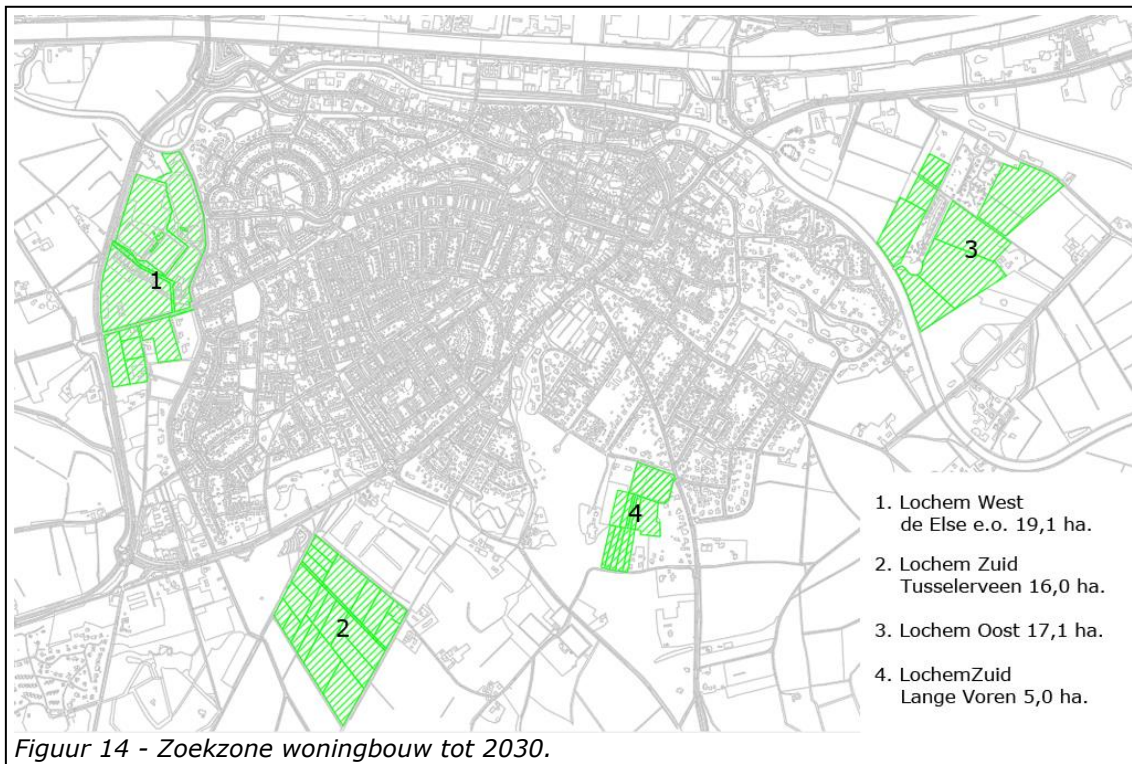 1
2
3
4
1. Lochem West
de Else e.o. 19,1 ha.
2. Lochem Zuid
Tusselerveen 16,0 ha.
3. Lochem Oost 17,1 ha.
4. LochemZuid
Lange Voren 5,0 ha.
Figuur 14 - Zoekzone woningbouw tot 2030.